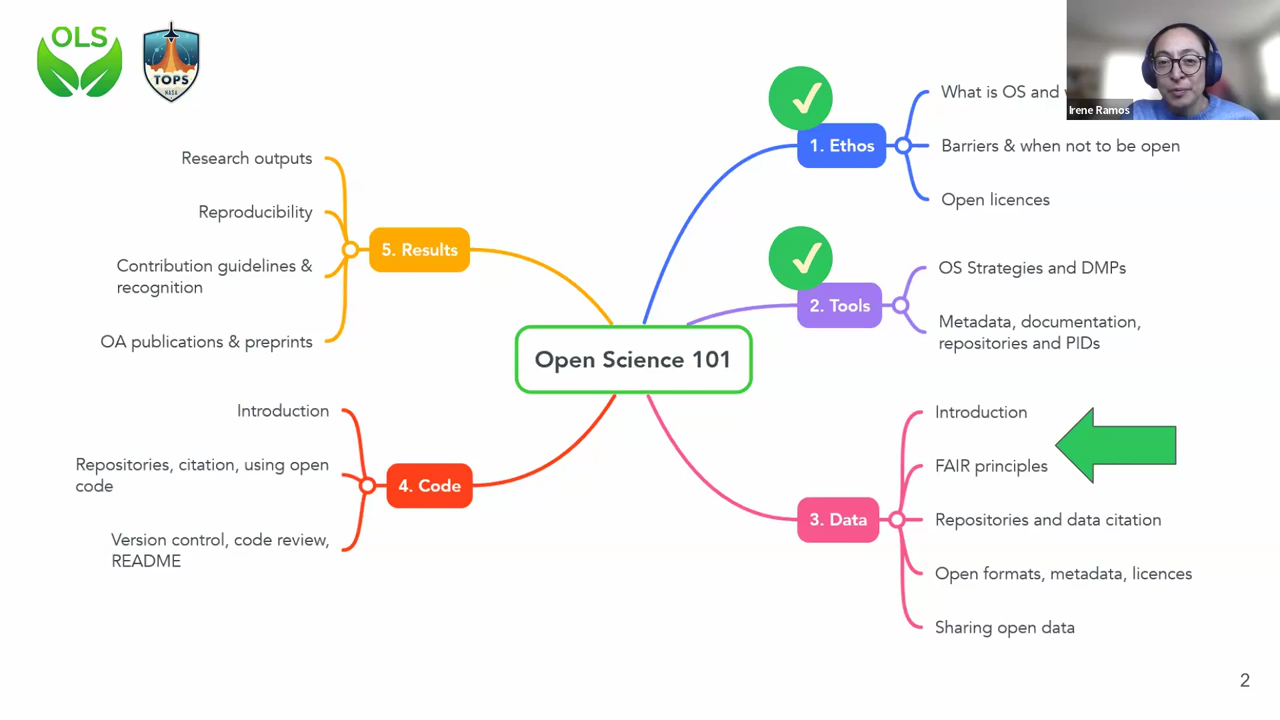 OLS
TOPS
NASA
Irene Ramos
Open Science 101
1. Ethos
What is OS and
Barriers & when not to be open
Open licences
2. Tools
OS Strategies and DMPs
Metadata, documentation,
repositories and PIDs
3. Data
Introduction
FAIR principles
Repositories and data citation
Open formats, metadata, licences
Sharing open data
4. Code
Introduction
Repositories, citation, using open
code
Version control, code review,
README
5. Results
Research outputs
Reproducibility
Contribution guidelines &
recognition
OA publications & preprints
2